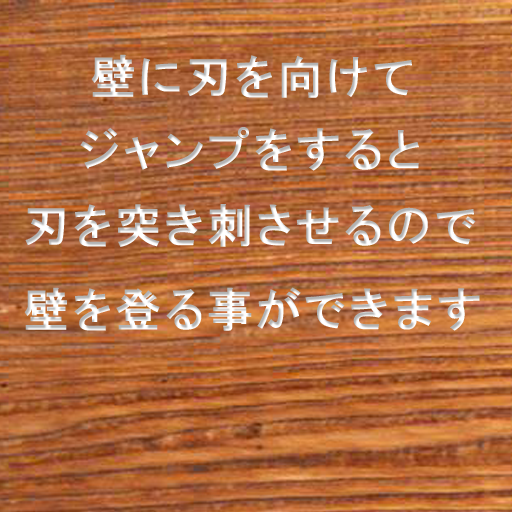 壁に刃を向けて
ジャンプをすると
刃を突き刺させるので
壁を登る事ができます